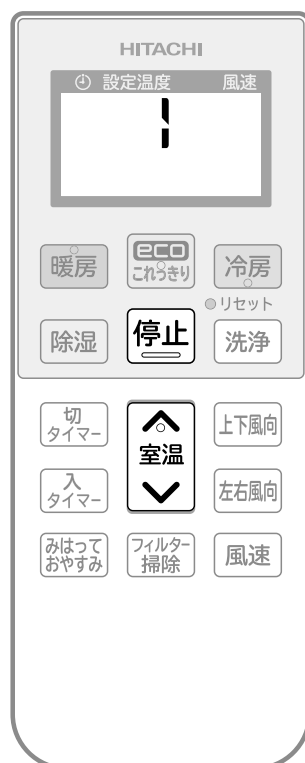 HITACHI
設定温度 風速
1
暖房 eco これっきり 冷房
リセット
除湿 停止 洗浄
切タイマー 室温 上下風向
入タイマー 左右風向
みはっておやすみ フィルター掃除 風速